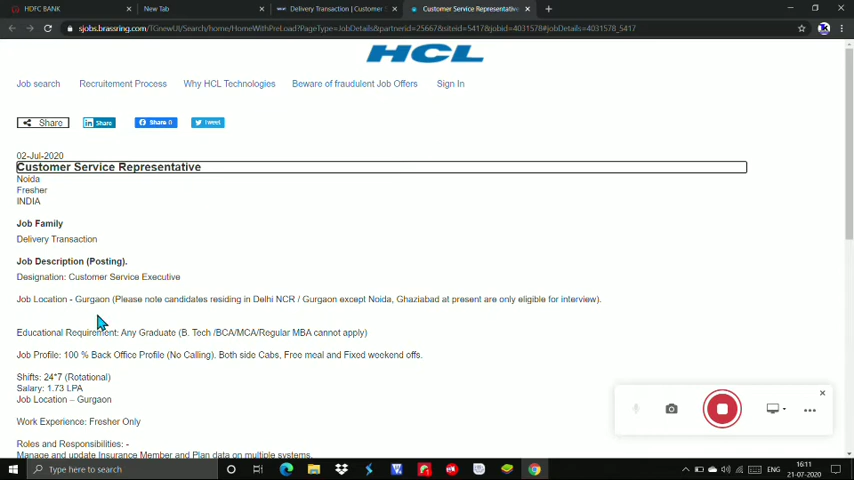 HDFC BANK
New Tab
Delivery Transaction | Customer
Customer Service Representative
sjobs.brassring.com/TGnewUI/Search/home/HomeWithPreLoad?PageType=JobDetails&partnerid=25667&siteid=5417&jobid=4031578#jobDetails=4031578_5417
HCL
Job search Recruitement Process Why HCL Technologies Beware of fraudulent Job Offers Sign In
Share Share Share 0 Tweet
02-Jul-2020
Customer Service Representative
Noida
Fresher
INDIA
Job Family
Delivery Transaction
Job Description (Posting).
Designation: Customer Service Executive
Job Location - Gurgaon (Please note candidates residing in Delhi NCR / Gurgaon except Noida, Ghaziabad at present are only eligible for interview).
Educational Requirement: Any Graduate (B. Tech /BCA/MCA/Regular MBA cannot apply)
Job Profile: 100 % Back Office Profile (No Calling). Both side Cabs, Free meal and Fixed weekend offs.
Shifts: 24*7 (Rotational)
Salary: 1.73 LPA
Job Location – Gurgaon
Work Experience: Fresher Only
Roles and Responsibilities: -
Manage and update Insurance Member and Plan data on multiple systems.
Type here to search
ENG
16:11
21-07-2020